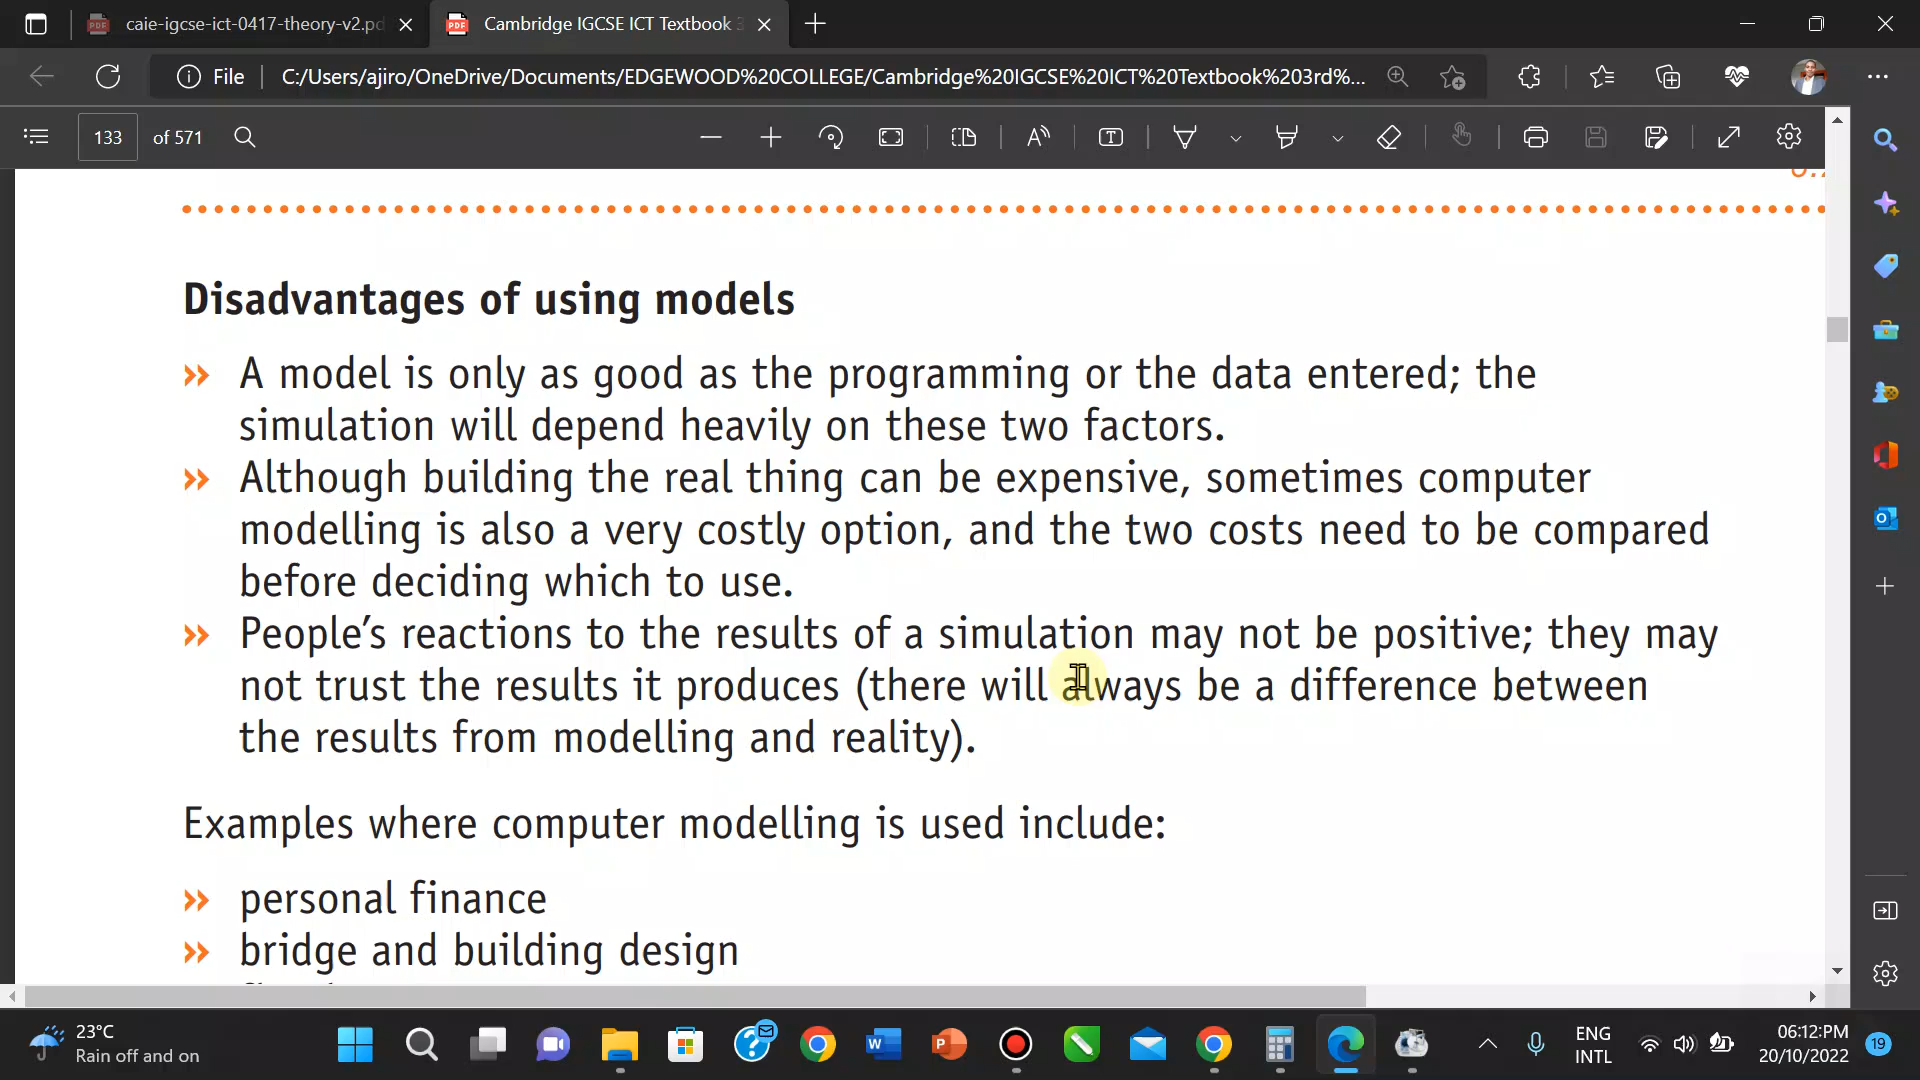 caie-igcse-ict-0417-theory-v2.pd
Cambridge IGCSE ICT Textbook 3
File
C:/Users/ajiro/OneDrive/Documents/EDGEWOOD%20COLLEGE/Cambridge%20IGCSE%20ICT%20Textbook%203rd%...
133 of 571
Disadvantages of using models
» A model is only as good as the programming or the data entered; the
simulation will depend heavily on these two factors.
» Although building the real thing can be expensive, sometimes computer
modelling is also a very costly option, and the two costs need to be compared
before deciding which to use.
» People’s reactions to the results of a simulation may not be positive; they may
not trust the results it produces (there will always be a difference between
the results from modelling and reality).
Examples where computer modelling is used include:
» personal finance
» bridge and building design
23°C
Rain off and on
ENG
INTL
06:12:PM
20/10/2022
19